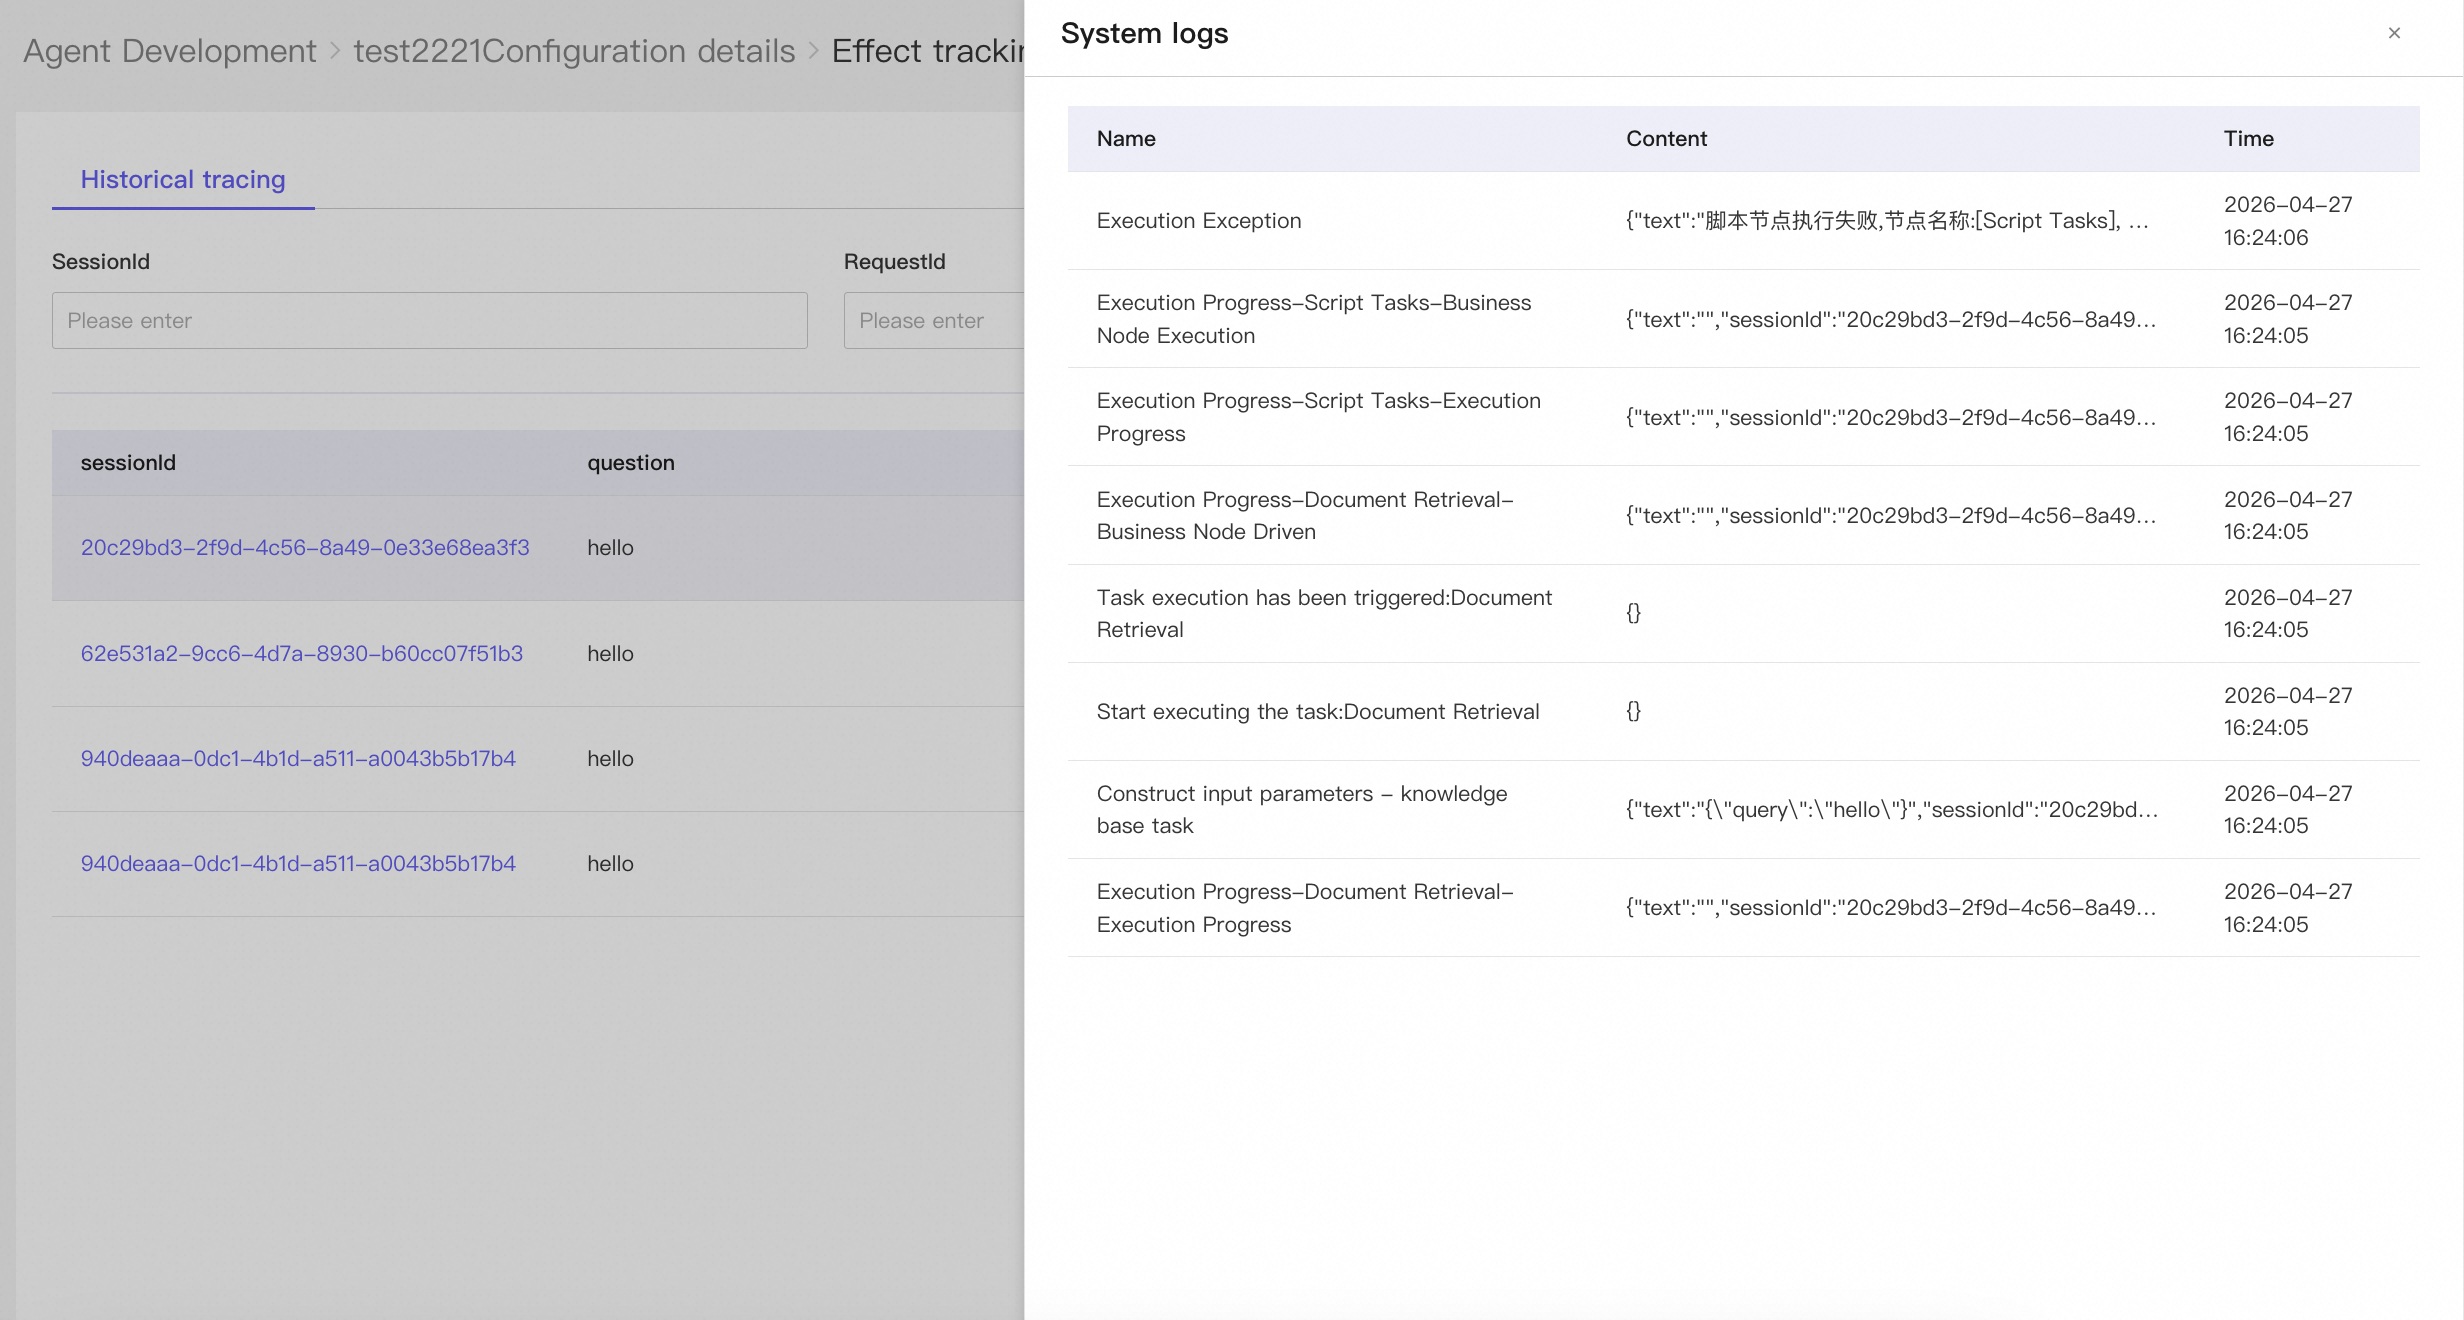 Agent Development > test2221Configuration details > Effect trackin
Historical tracing
SessionId
RequestId
Please enter
Please enter
sessionId question
20c29bd3-2f9d-4c56-8a49-0e33e68ea3f3 hello
62e531a2-9cc6-4d7a-8930-b60cc07f51b3 hello
940deaaa-0dc1-4b1d-a511-a0043b5b17b4 hello
940deaaa-0dc1-4b1d-a511-a0043b5b17b4 hello
System logs
×
Name Content Time
Execution Exception
{"text":"脚本节点执行失败,节点名称:[Script Tasks], ...
2026-04-27
16:24:06
Execution Progress-Script Tasks-Business
Node Execution
{"text":"","sessionId":"20c29bd3-2f9d-4c56-8a49...
2026-04-27
16:24:05
Execution Progress-Script Tasks-Execution
Progress
{"text":"","sessionId":"20c29bd3-2f9d-4c56-8a49...
2026-04-27
16:24:05
Execution Progress-Document Retrieval-
Business Node Driven
{"text":"","sessionId":"20c29bd3-2f9d-4c56-8a49...
2026-04-27
16:24:05
Task execution has been triggered:Document
Retrieval
{}
2026-04-27
16:24:05
Start executing the task:Document Retrieval
{}
2026-04-27
16:24:05
Construct input parameters - knowledge
base task
{"text":"{\"query\":\"hello\"}","sessionId":"20c29bd...
2026-04-27
16:24:05
Execution Progress-Document Retrieval-
Execution Progress
{"text":"","sessionId":"20c29bd3-2f9d-4c56-8a49...
2026-04-27
16:24:05